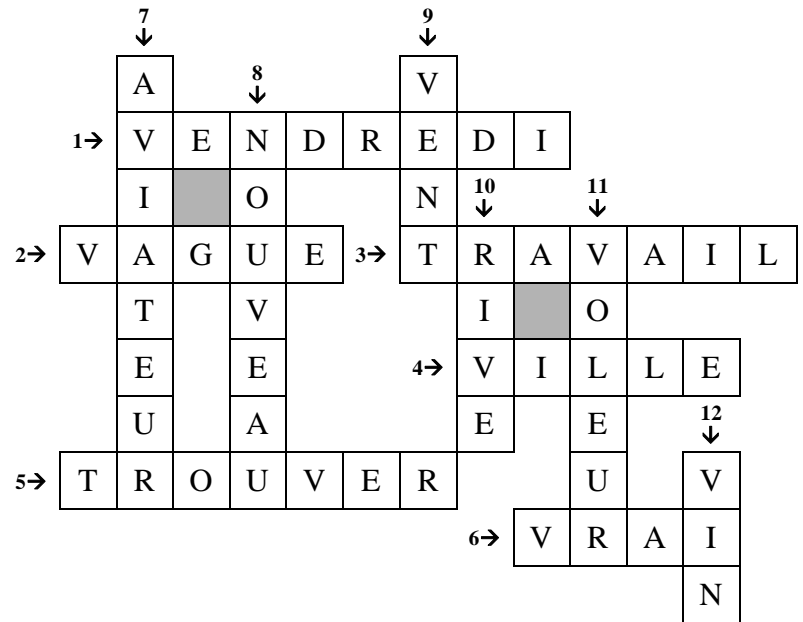 7 9
A 8 V
1→ V E N D R E D I
I O N 10 11
2→ V A G U E 3→ T R A V A I L
T V I O
E E 4→ V I L L E
U A E E 12
5→ T R O U V E R U V
6→ V R A I
N